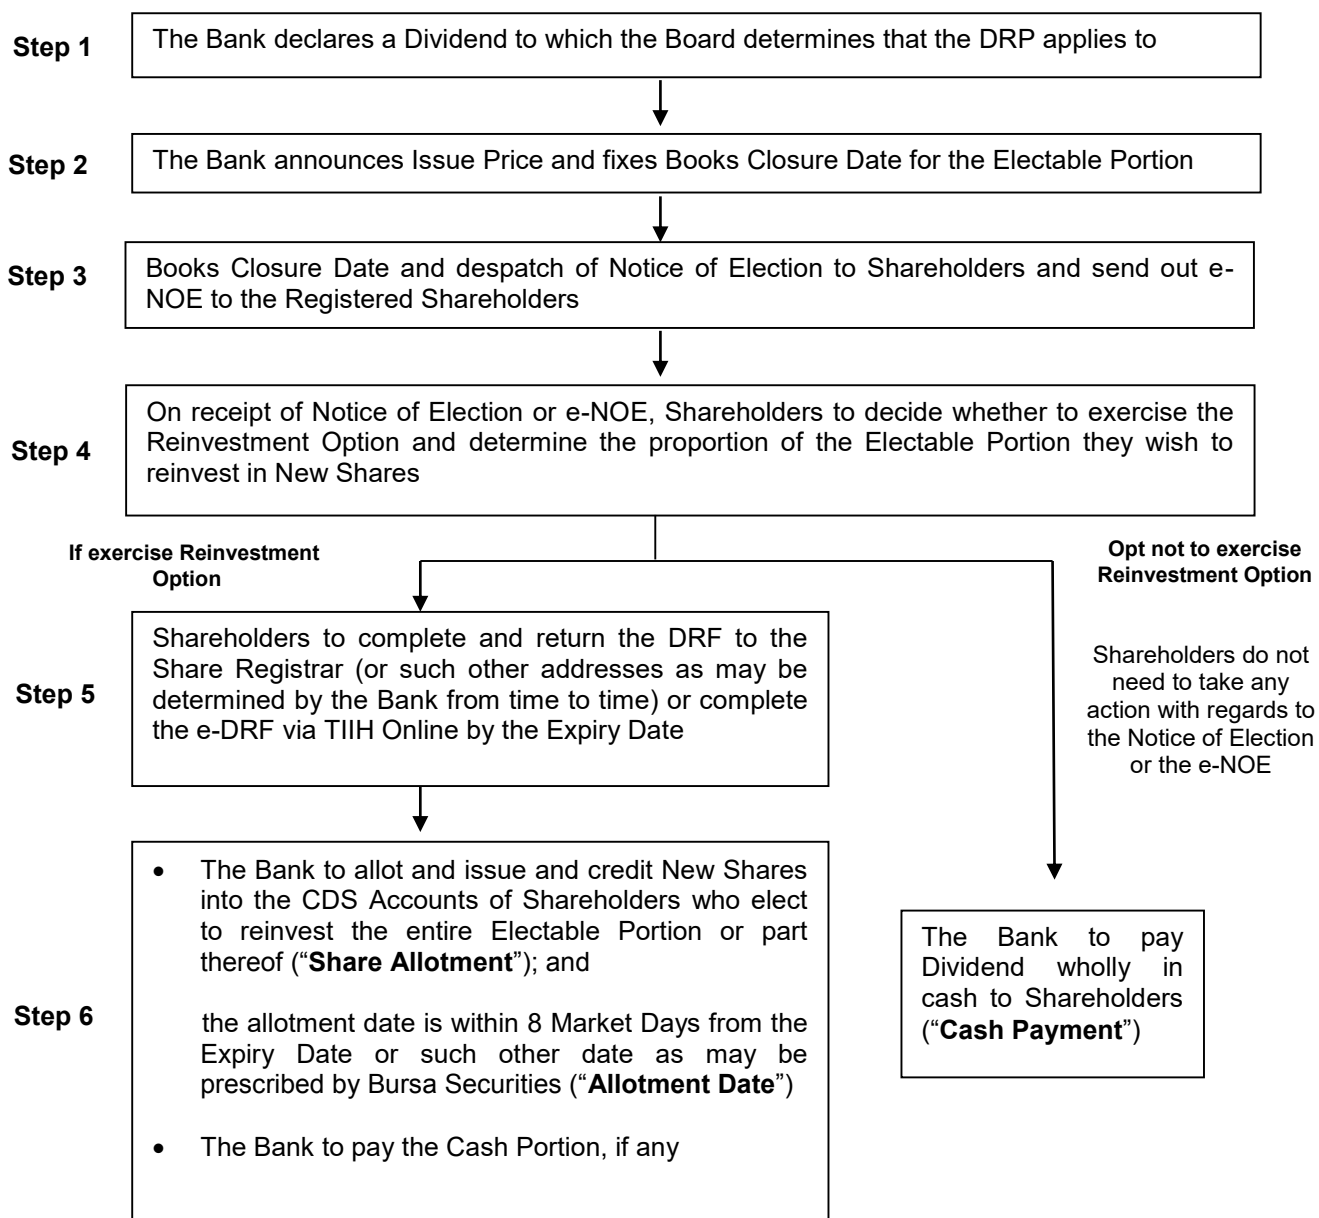 Step 1
The Bank declares a Dividend to which the Board determines that the DRP applies to
Step 2
The Bank announces Issue Price and fixes Books Closure Date for the Electable Portion
Step 3
Books Closure Date and despatch of Notice of Election to Shareholders and send out e-
NOE to the Registered Shareholders
Step 4
On receipt of Notice of Election or e-NOE, Shareholders to decide whether to exercise the
Reinvestment Option and determine the proportion of the Electable Portion they wish to
reinvest in New Shares
If exercise Reinvestment
Option
Opt not to exercise
Reinvestment Option
Step 5
Shareholders to complete and return the DRF to the
Share Registrar (or such other addresses as may be
determined by the Bank from time to time) or complete
the e-DRF via TIIH Online by the Expiry Date
Shareholders do not
need to take any
action with regards to
the Notice of Election
or the e-NOE
Step 6
• The Bank to allot and issue and credit New Shares
into the CDS Accounts of Shareholders who elect
to reinvest the entire Electable Portion or part
thereof (“Share Allotment”); and
the allotment date is within 8 Market Days from the
Expiry Date or such other date as may be
prescribed by Bursa Securities (“Allotment Date”)
• The Bank to pay the Cash Portion, if any
The Bank to pay
Dividend wholly in
cash to Shareholders
(“Cash Payment”)